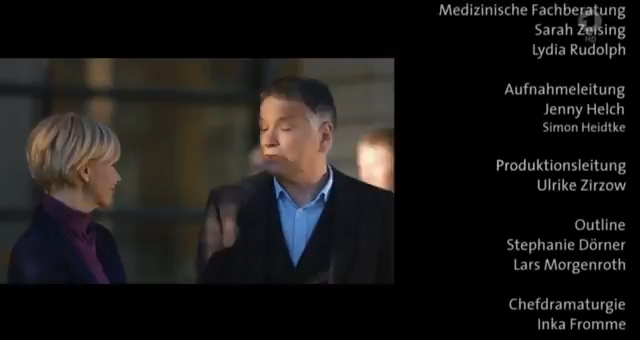 Medizinische Fachberatung
Sarah Zeising
Lydia Rudolph
Aufnahmeleitung
Jenny Helch
Simon Heidtke
Produktionsleitung
Ulrike Zirzow
Outline
Stephanie Dörner
Lars Morgenroth
Chefdramaturgie
Inka Fromme